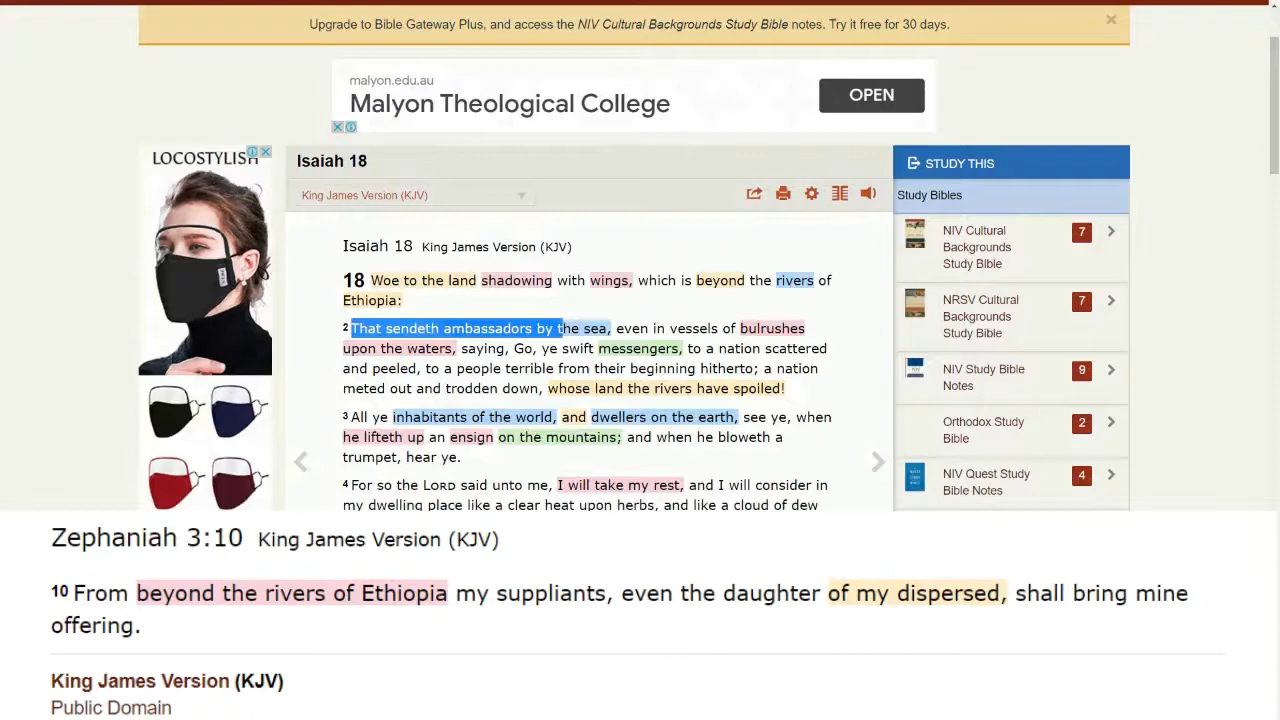 Upgrade to Bible Gateway Plus, and access the NIV Cultural Backgrounds Study Bible notes. Try it free for 30 days.
malyon.edu.au
Malyon Theological College
OPEN
LOCOSTYLISH
Isaiah 18
King James Version (KJV)
Isaiah 18 King James Version (KJV)
18 Woe to the land shadowing with wings, which is beyond the rivers of
Ethiopia:
2 That sendeth ambassadors by the sea, even in vessels of bulrushes
upon the waters, saying, Go, ye swift messengers, to a nation scattered
and peeled, to a people terrible from their beginning hitherto; a nation
meted out and trodden down, whose land the rivers have spoiled!
3 All ye inhabitants of the world, and dwellers on the earth, see ye, when
he lifteth up an ensign on the mountains; and when he bloweth a
trumpet, hear ye.
4 For so the LORD said unto me, I will take my rest, and I will consider in
my dwelling place like a clear heat upon herbs, and like a cloud of dew
STUDY THIS
Study Bibles
NIV Cultural
Backgrounds
Study Bible
7
NRSV Cultural
Backgrounds
Study Bible
7
NIV Study Bible
Notes
9
Orthodox Study
Bible
2
NIV Quest Study
Bible Notes
4
Zephaniah 3:10 King James Version (KJV)
10 From beyond the rivers of Ethiopia my suppliants, even the daughter of my dispersed, shall bring mine
offering.
King James Version (KJV)
Public Domain